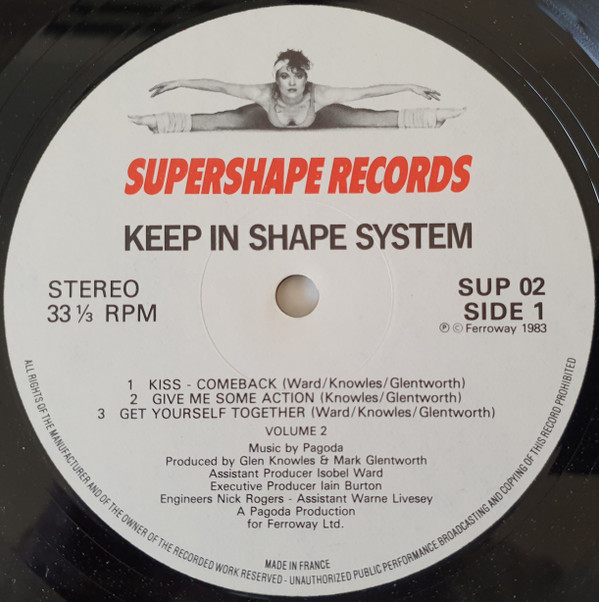 SUPERSHAPE RECORDS
KEEP IN SHAPE SYSTEM
STEREO
33 ⅓ RPM
SUP 02
SIDE 1
℗ © Ferroway 1983
1 KISS - COMEBACK (Ward/Knowles/Glentworth)
2 GIVE ME SOME ACTION (Knowles/Glentworth)
3 GET YOURSELF TOGETHER (Ward/Knowles/Glentworth)
VOLUME 2
Music by Pagoda
Produced by Glen Knowles & Mark Glentworth
Assistant Producer Isobel Ward
Executive Producer Iain Burton
Engineers Nick Rogers - Assistant Warne Livesey
A Pagoda Production
for Ferroway Ltd.
MADE IN FRANCE
ALL RIGHTS OF THE MANUFACTURER AND OF THE OWNER OF THE RECORDED WORK RESERVED - UNAUTHORIZED PUBLIC PERFORMANCE BROADCASTING AND COPYING OF THIS RECORD PROHIBITED